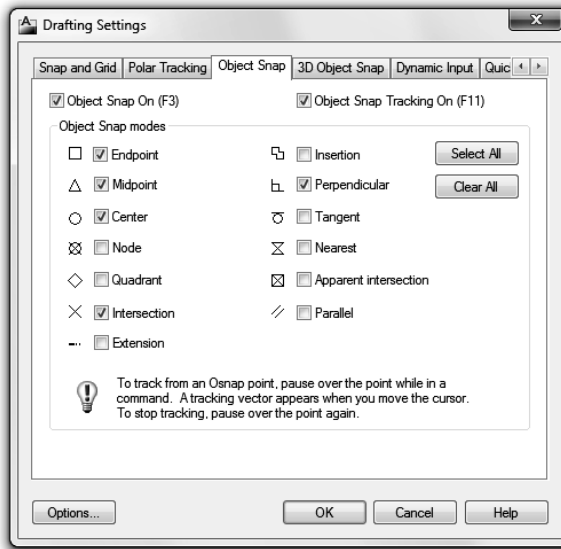 Drafting Settings
Snap and Grid Polar Tracking Object Snap 3D Object Snap Dynamic Input Quic
Object Snap On (F3) Object Snap Tracking On (F11)
Object Snap modes
Endpoint Insertion Select All
Midpoint Perpendicular Clear All
Center Tangent
Node Nearest
Quadrant Apparent intersection
Intersection Parallel
Extension
To track from an Osnap point, pause over the point while in a
command. A tracking vector appears when you move the cursor.
To stop tracking, pause over the point again.
Options... OK Cancel Help